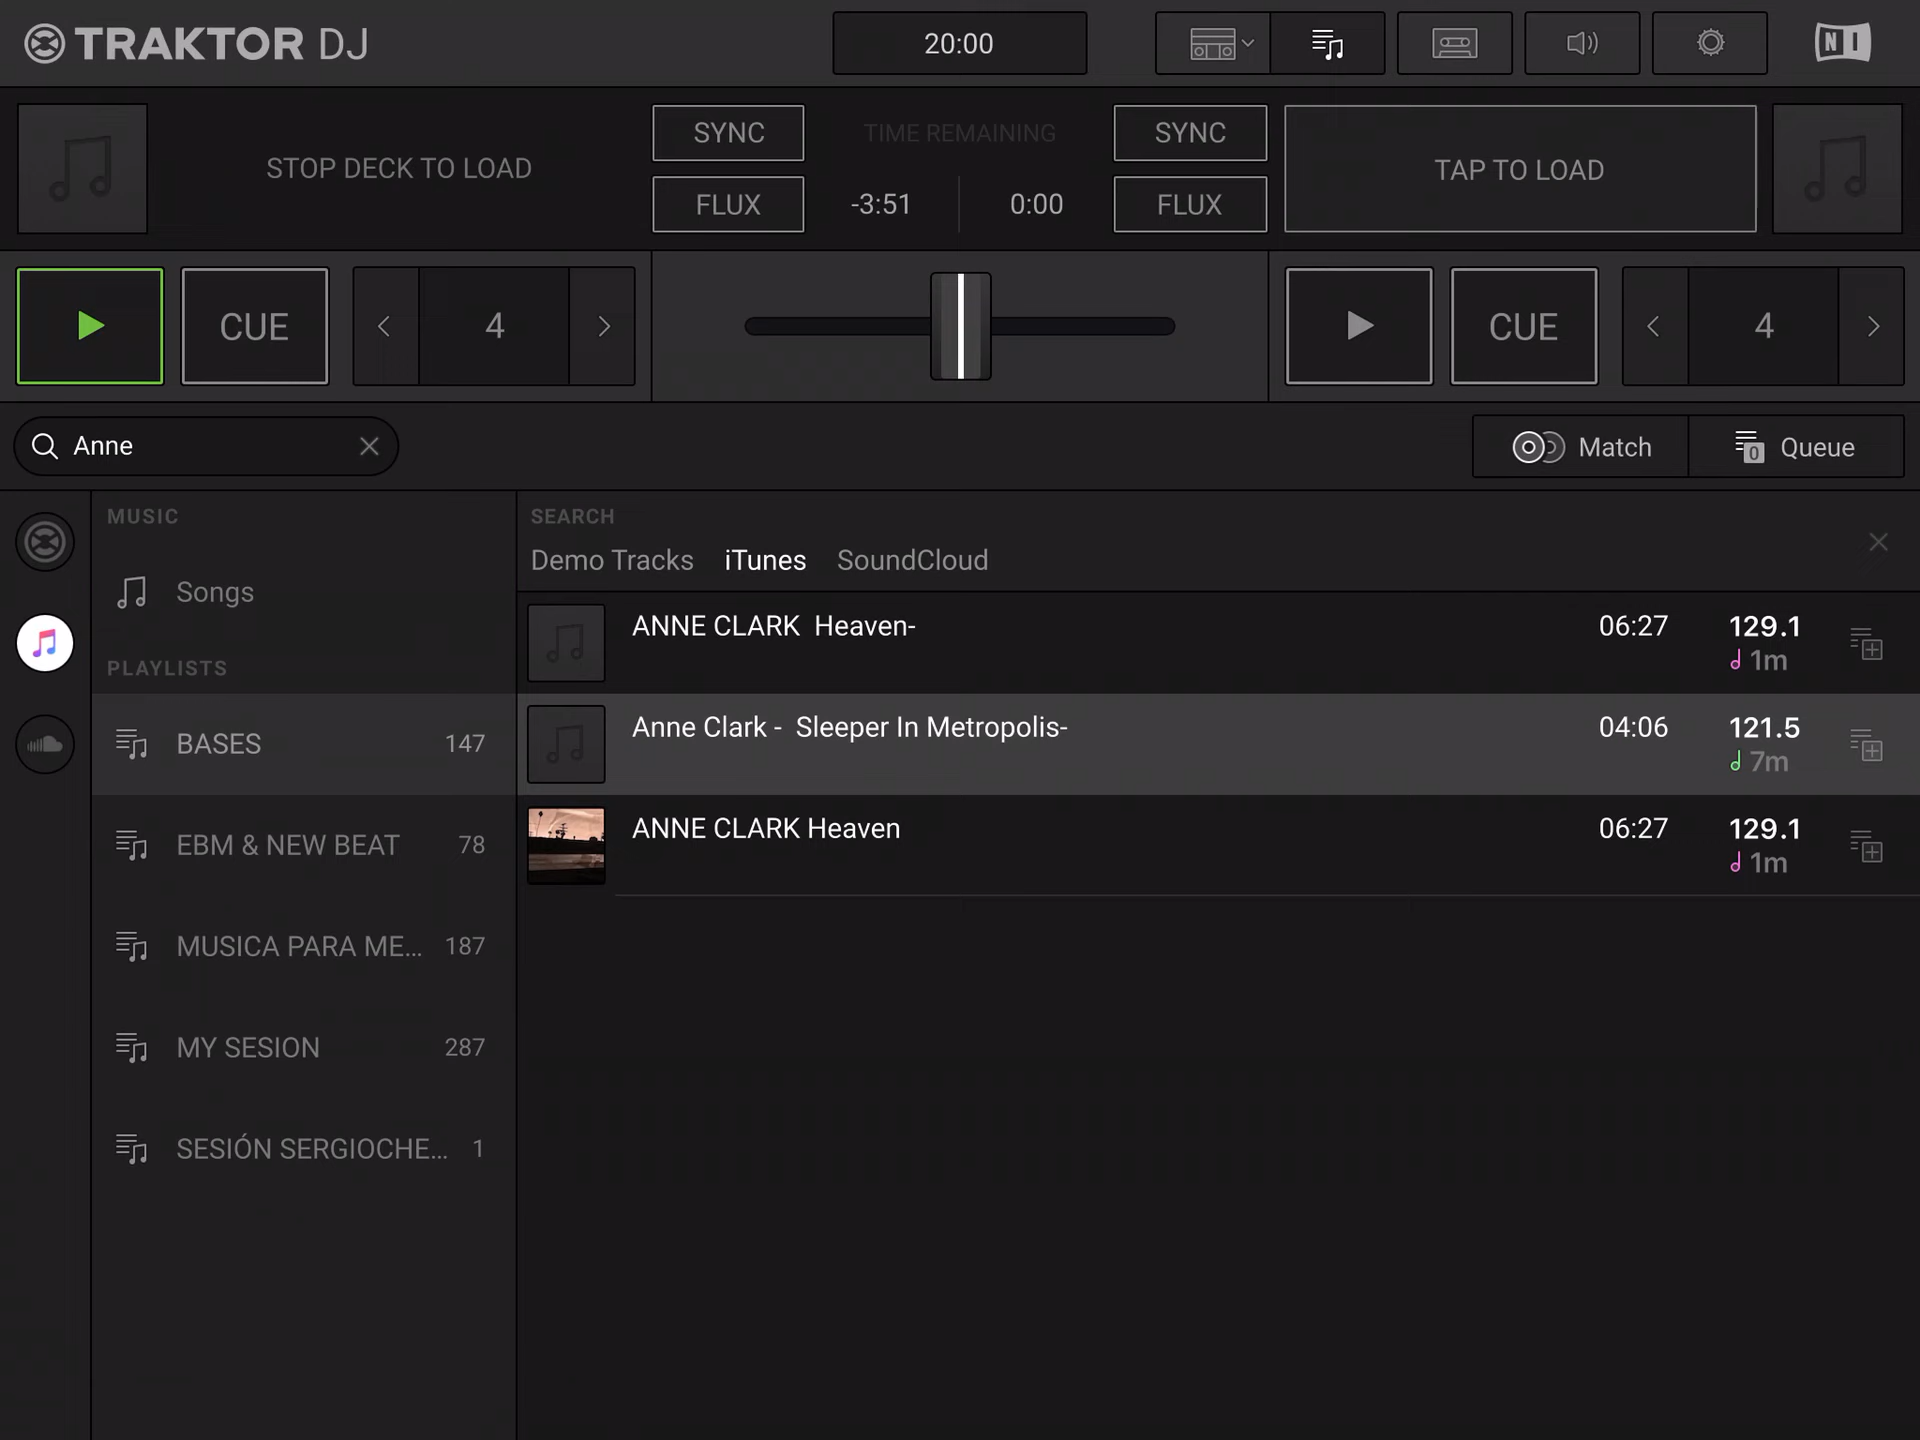 TRAKTOR DJ
20:00
NI
STOP DECK TO LOAD
SYNC
FLUX
TIME REMAINING
-3:51
0:00
SYNC
FLUX
TAP TO LOAD
CUE
4
CUE
4
Anne
Match
0
Queue
MUSIC
Songs
PLAYLISTS
BASES 147
EBM & NEW BEAT 78
MUSICA PARA ME... 187
MY SESION 287
SESIÓN SERGIOCHE... 1
SEARCH
Demo Tracks iTunes SoundCloud
ANNE CLARK  Heaven- 06:27 129.1
1m
Anne Clark -  Sleeper In Metropolis- 04:06 121.5
7m
ANNE CLARK Heaven 06:27 129.1
1m